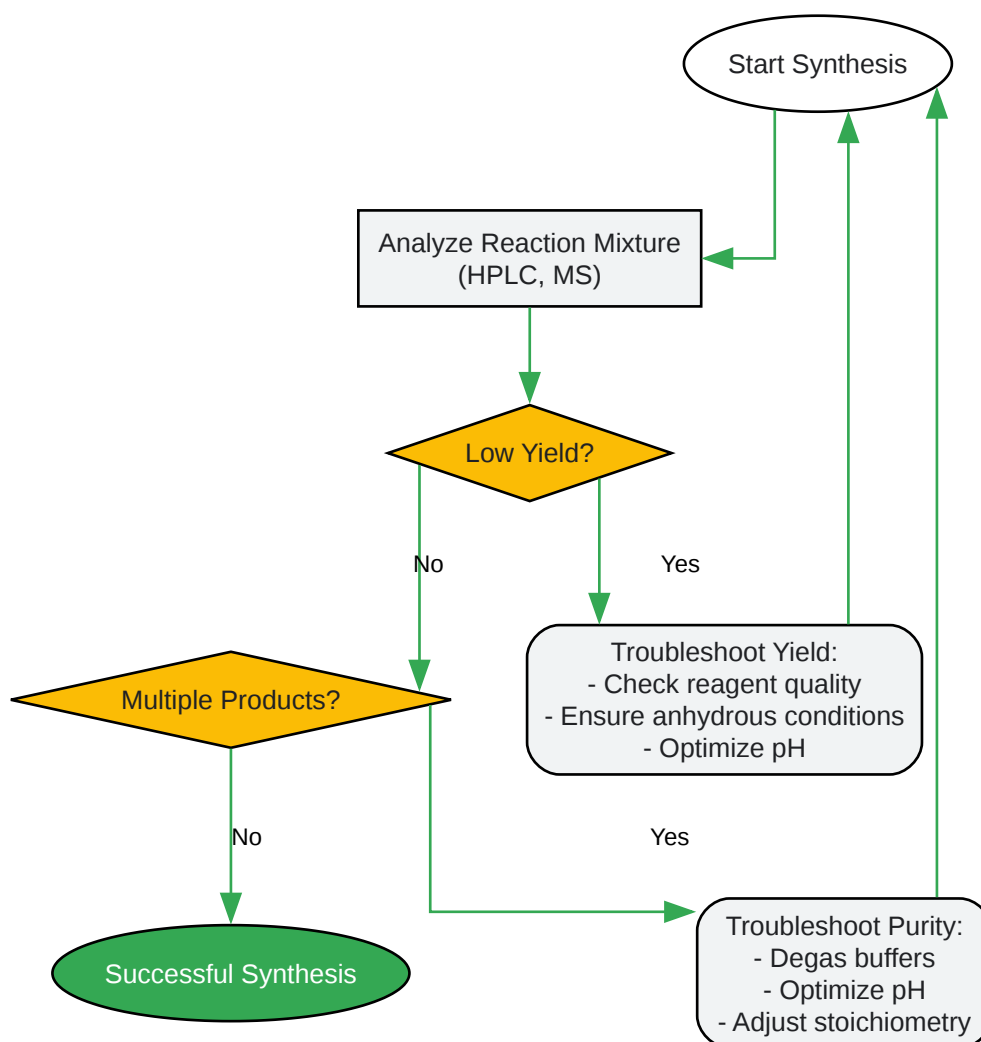 Start Synthesis
Analyze Reaction Mixture
(HPLC, MS)
Low Yield?
No
Yes
Troubleshoot Yield:
- Check reagent quality
- Ensure anhydrous conditions
- Optimize pH
Multiple Products?
No
Yes
Troubleshoot Purity:
- Degas buffers
- Optimize pH
- Adjust stoichiometry
Successful Synthesis